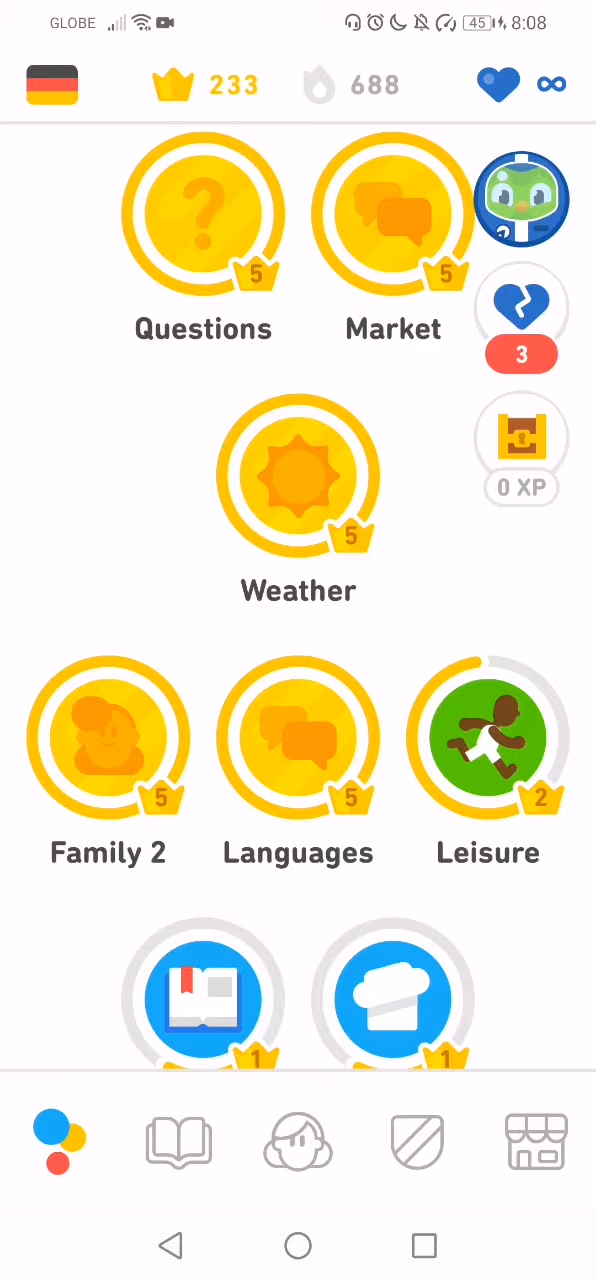 GLOBE 45 8:08
233 688
5 5
Questions Market
3
0 XP
5
Weather
5 5 2
Family 2 Languages Leisure
1 1